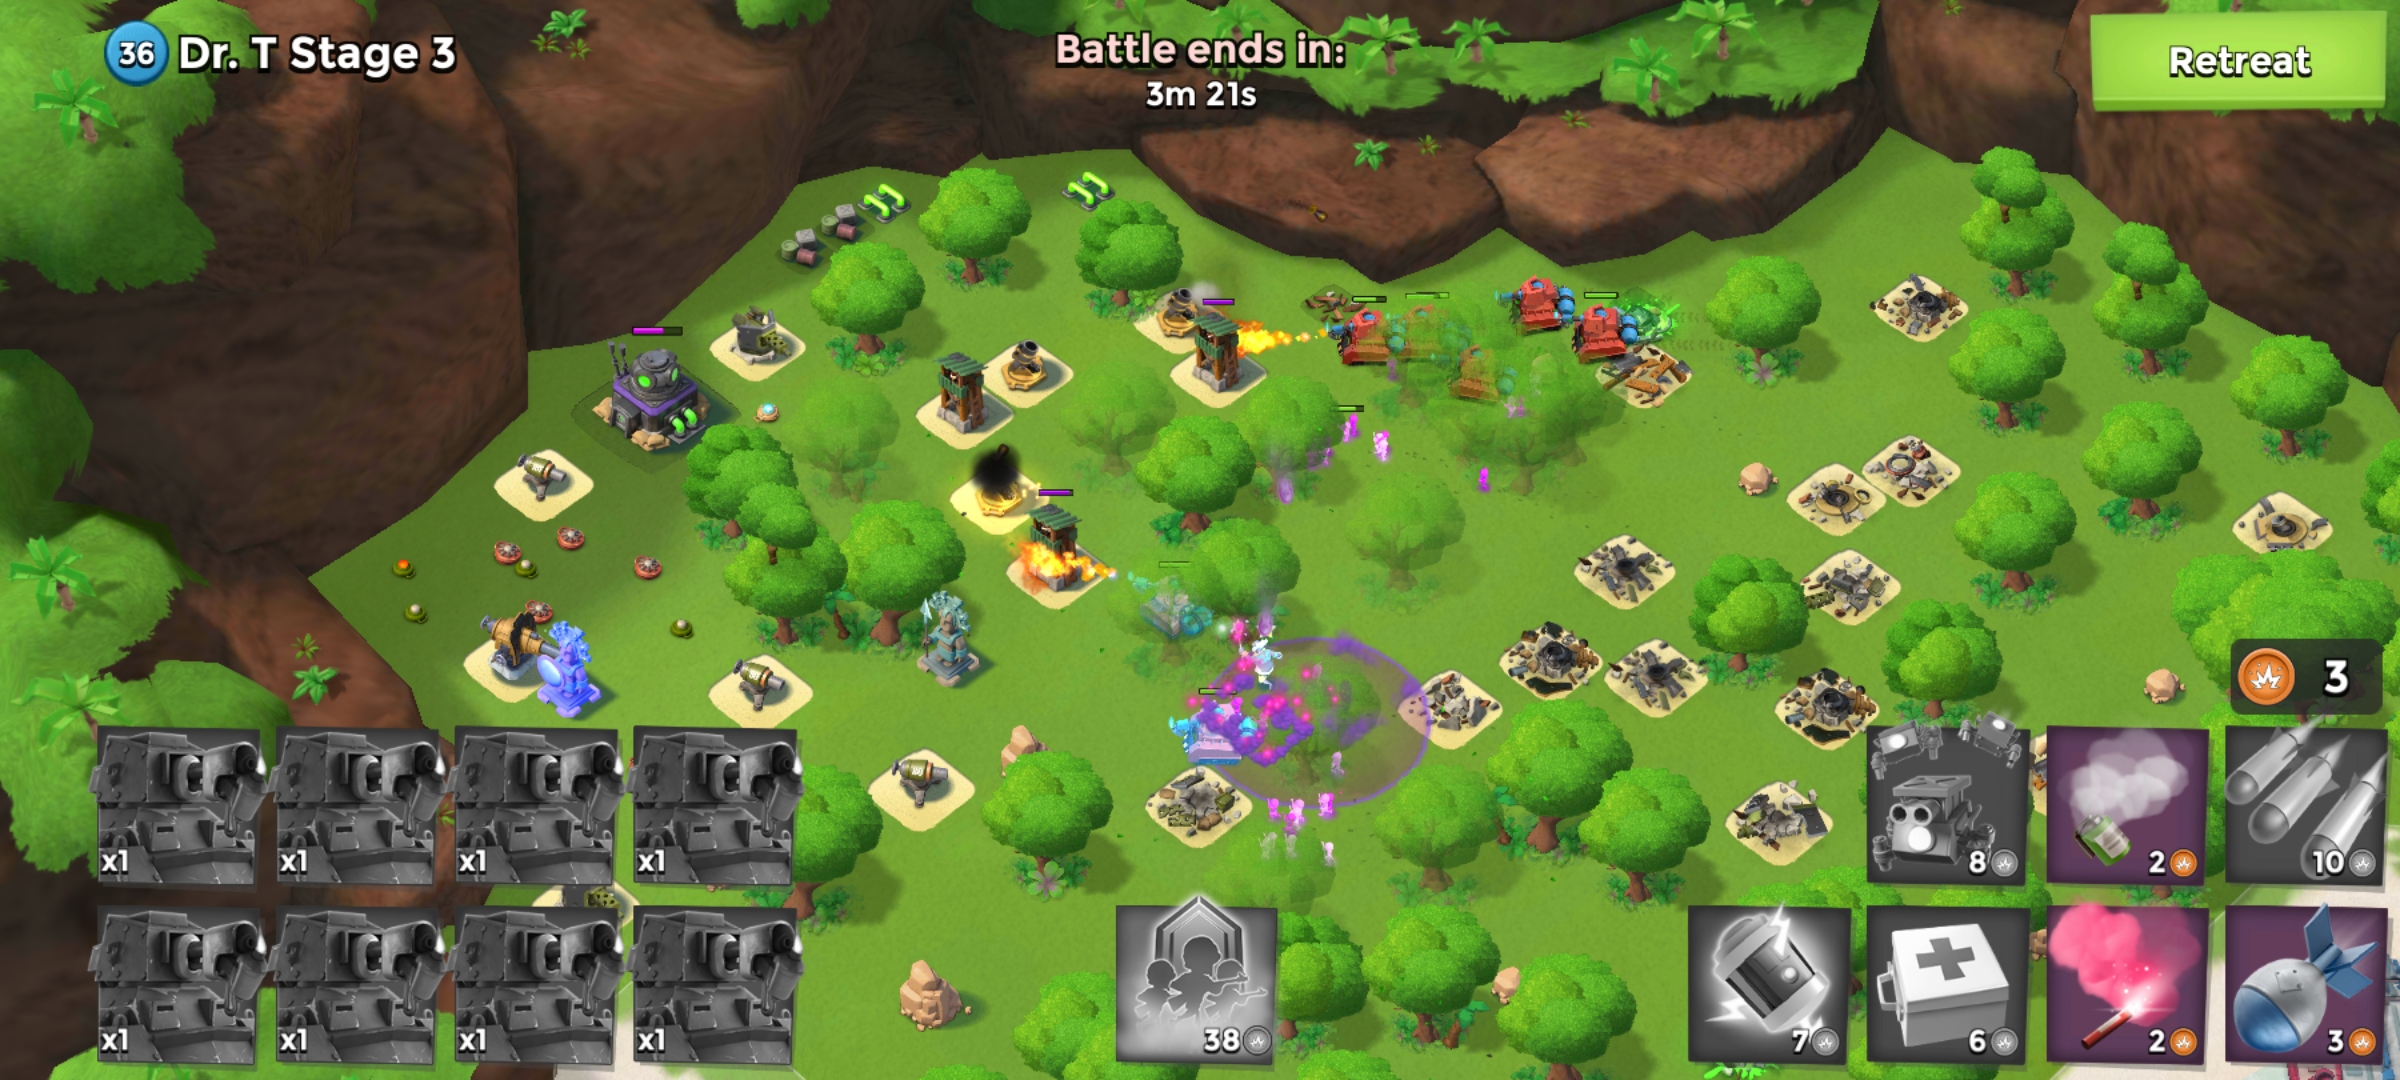 36 Dr. T Stage 3
Battle ends in:
3m 21s
Retreat
3
x1 x1 x1 x1
8 2 10
x1 x1 x1 x1
38 7 6 2 3